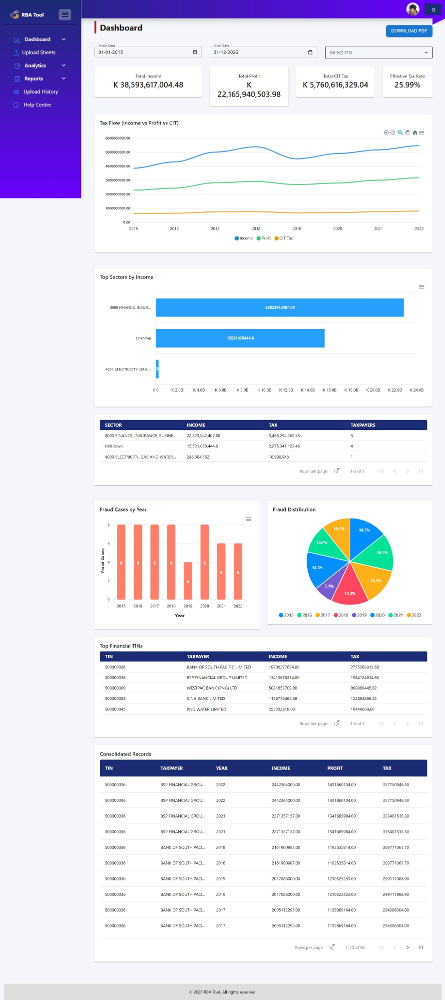 RBA Tool
Dashboard
Upload Sheets
Analytics
Reports
Upload History
Help Centre
Dashboard
DOWNLOAD PDF
Start Date
01-01-2015
End Date
31-12-2026
Select TIN
Total Income
K 38,593,617,004.48
Total Profit
K
22,165,940,503.98
Total CIT Tax
K 5,760,616,329.04
Effective Tax Rate
25.99%
Tax Flow (Income vs Profit vs CIT)
6000000000.00
5000000000.00
4000000000.00
3000000000.00
2000000000.00
1000000000.00
0.00
2015 2016 2017 2018 2019 2020 2021 2022
Income Profit CIT Tax
Top Sectors by Income
8000 FINANCE, INSUR... 22823942407.88
Unknown 15521070444.6
4000 ELECTRICITY, GAS ...
K 0 K 2.0B K 4.0B K 6.0B K 8.0B K 10.0B K 12.0B K 14.0B K 16.0B K 18.0B K 20.0B K 22.0B K 24.0B
SECTOR INCOME TAX TAXPAYERS
8000 FINANCE, INSURANCE, BUSINE... 22,823,942,407.88 3,466,294,262.58 3
Unknown 15,521,070,444.6 2,275,341,123.46 4
4000 ELECTRICITY, GAS AND WATER... 248,604,152 18,980,943 1
Rows per page: 10 1-3 of 3
Fraud Cases by Year
Fraud Cases
8
6
4
2
0
8 8 8 8 4 8 6 6
2015 2016 2017 2018 2019 2020 2021 2022
Year
Fraud Distribution
14.3%
14.3%
14.3%
14.3%
7.1%
14.3%
10.7%
10.7%
2015 2016 2017 2018 2019 2020 2021 2022
Top Financial TINs
TIN TAXPAYER INCOME TAX
500000036 BANK OF SOUTH PACIFIC LIMITED 18709277694.00 2755268313.60
500000036 BSP FINANCIAL GROUP LIMITED 13413676314.00 1964124614.60
500000009 WESTPAC BANK (PNG) LTD 5081653709.80 898889445.02
500000054 KINA BANK LIMITED 1136776468.68 122884886.22
500000045 PNG WATER LIMITED 252232818.00 19449069.60
Rows per page: 10 1-5 of 5
Consolidated Records
TIN TAXPAYER YEAR INCOME PROFIT TAX
500000036 BSP FINANCIAL GROU... 2022 2442364000.00 1431860104.00 357750946.50
500000036 BSP FINANCIAL GROU... 2022 2442364000.00 1431860104.00 357750946.50
500000036 BSP FINANCIAL GROU... 2021 2271357157.00 1341689984.00 333401515.30
500000036 BSP FINANCIAL GROU... 2021 2271357157.00 1341689984.00 333401515.30
500000036 BANK OF SOUTH PACI... 2018 2161900987.00 1193535814.00 303771061.70
500000036 BANK OF SOUTH PACI... 2018 2161900987.00 1193535814.00 303771061.70
500000036 BANK OF SOUTH PACI... 2019 2017088000.00 1210323233.00 299111988.90
500000036 BANK OF SOUTH PACI... 2019 2017088000.00 1210323233.00 299111988.90
500000036 BANK OF SOUTH PACI... 2017 2005112295.00 1139869164.00 294306304.00
500000036 BANK OF SOUTH PACI... 2017 2005112295.00 1139869164.00 294306304.00
Rows per page: 10 1-10 of 56
© 2026 RBA Tool. All rights reserved.